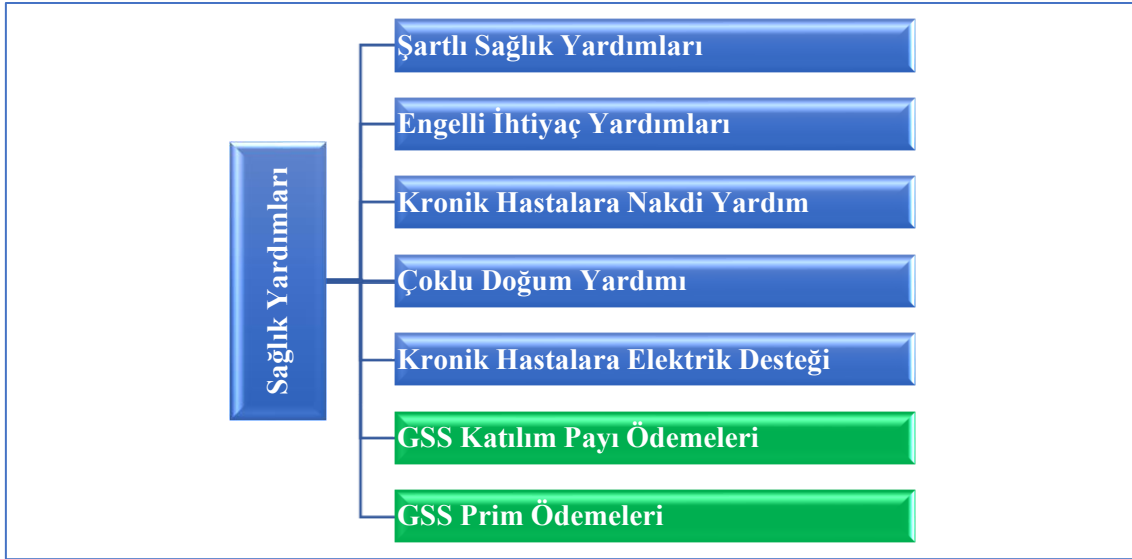 Sağlık Yardımları
Şartlı Sağlık Yardımları
Engelli İhtiyaç Yardımları
Kronik Hastalara Nakdi Yardım
Çoklu Doğum Yardımı
Kronik Hastalara Elektrik Desteği
GSS Katılım Payı Ödemeleri
GSS Prim Ödemeleri